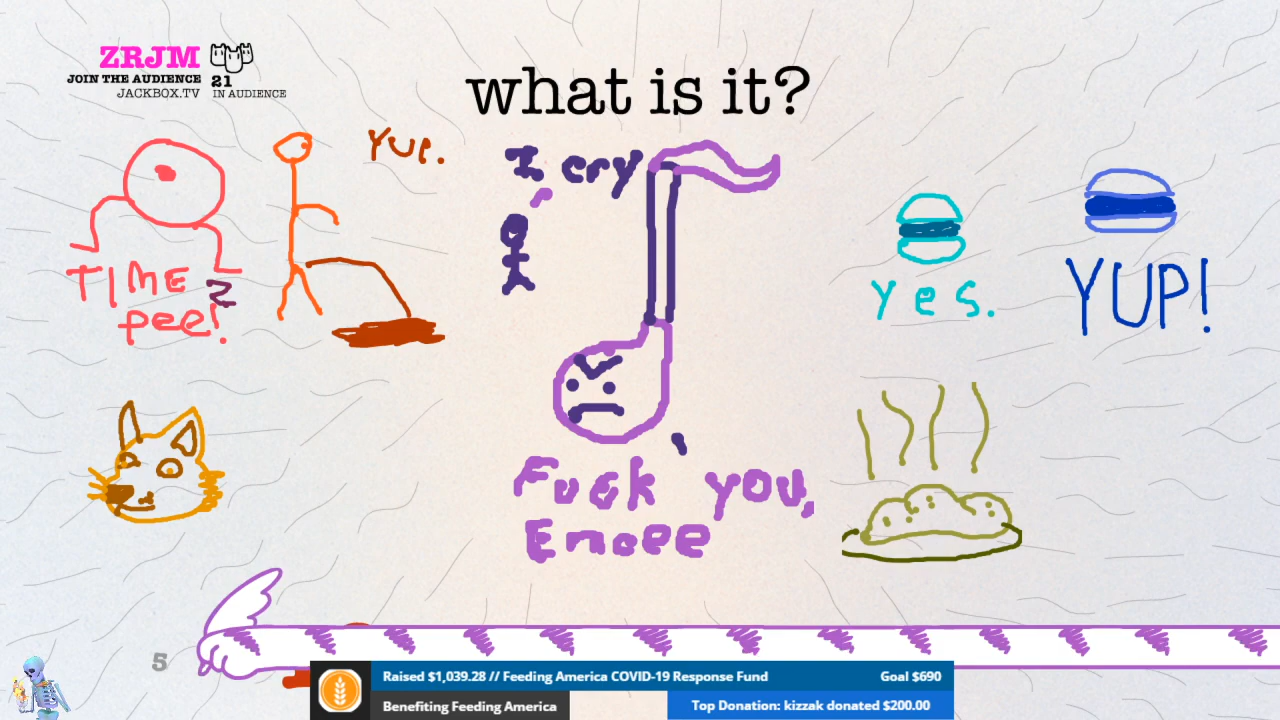 ZRJM
JOIN THE AUDIENCE
JACKBOX.TV
21
IN AUDIENCE
what is it?
Yup.
I cry
TIME 2
pee!
Yes.
YUP!
Fuck you,
Emcee
5
Raised $1,039.28 // Feeding America COVID-19 Response Fund
Goal $690
Benefiting Feeding America
Top Donation: kizzak donated $200.00